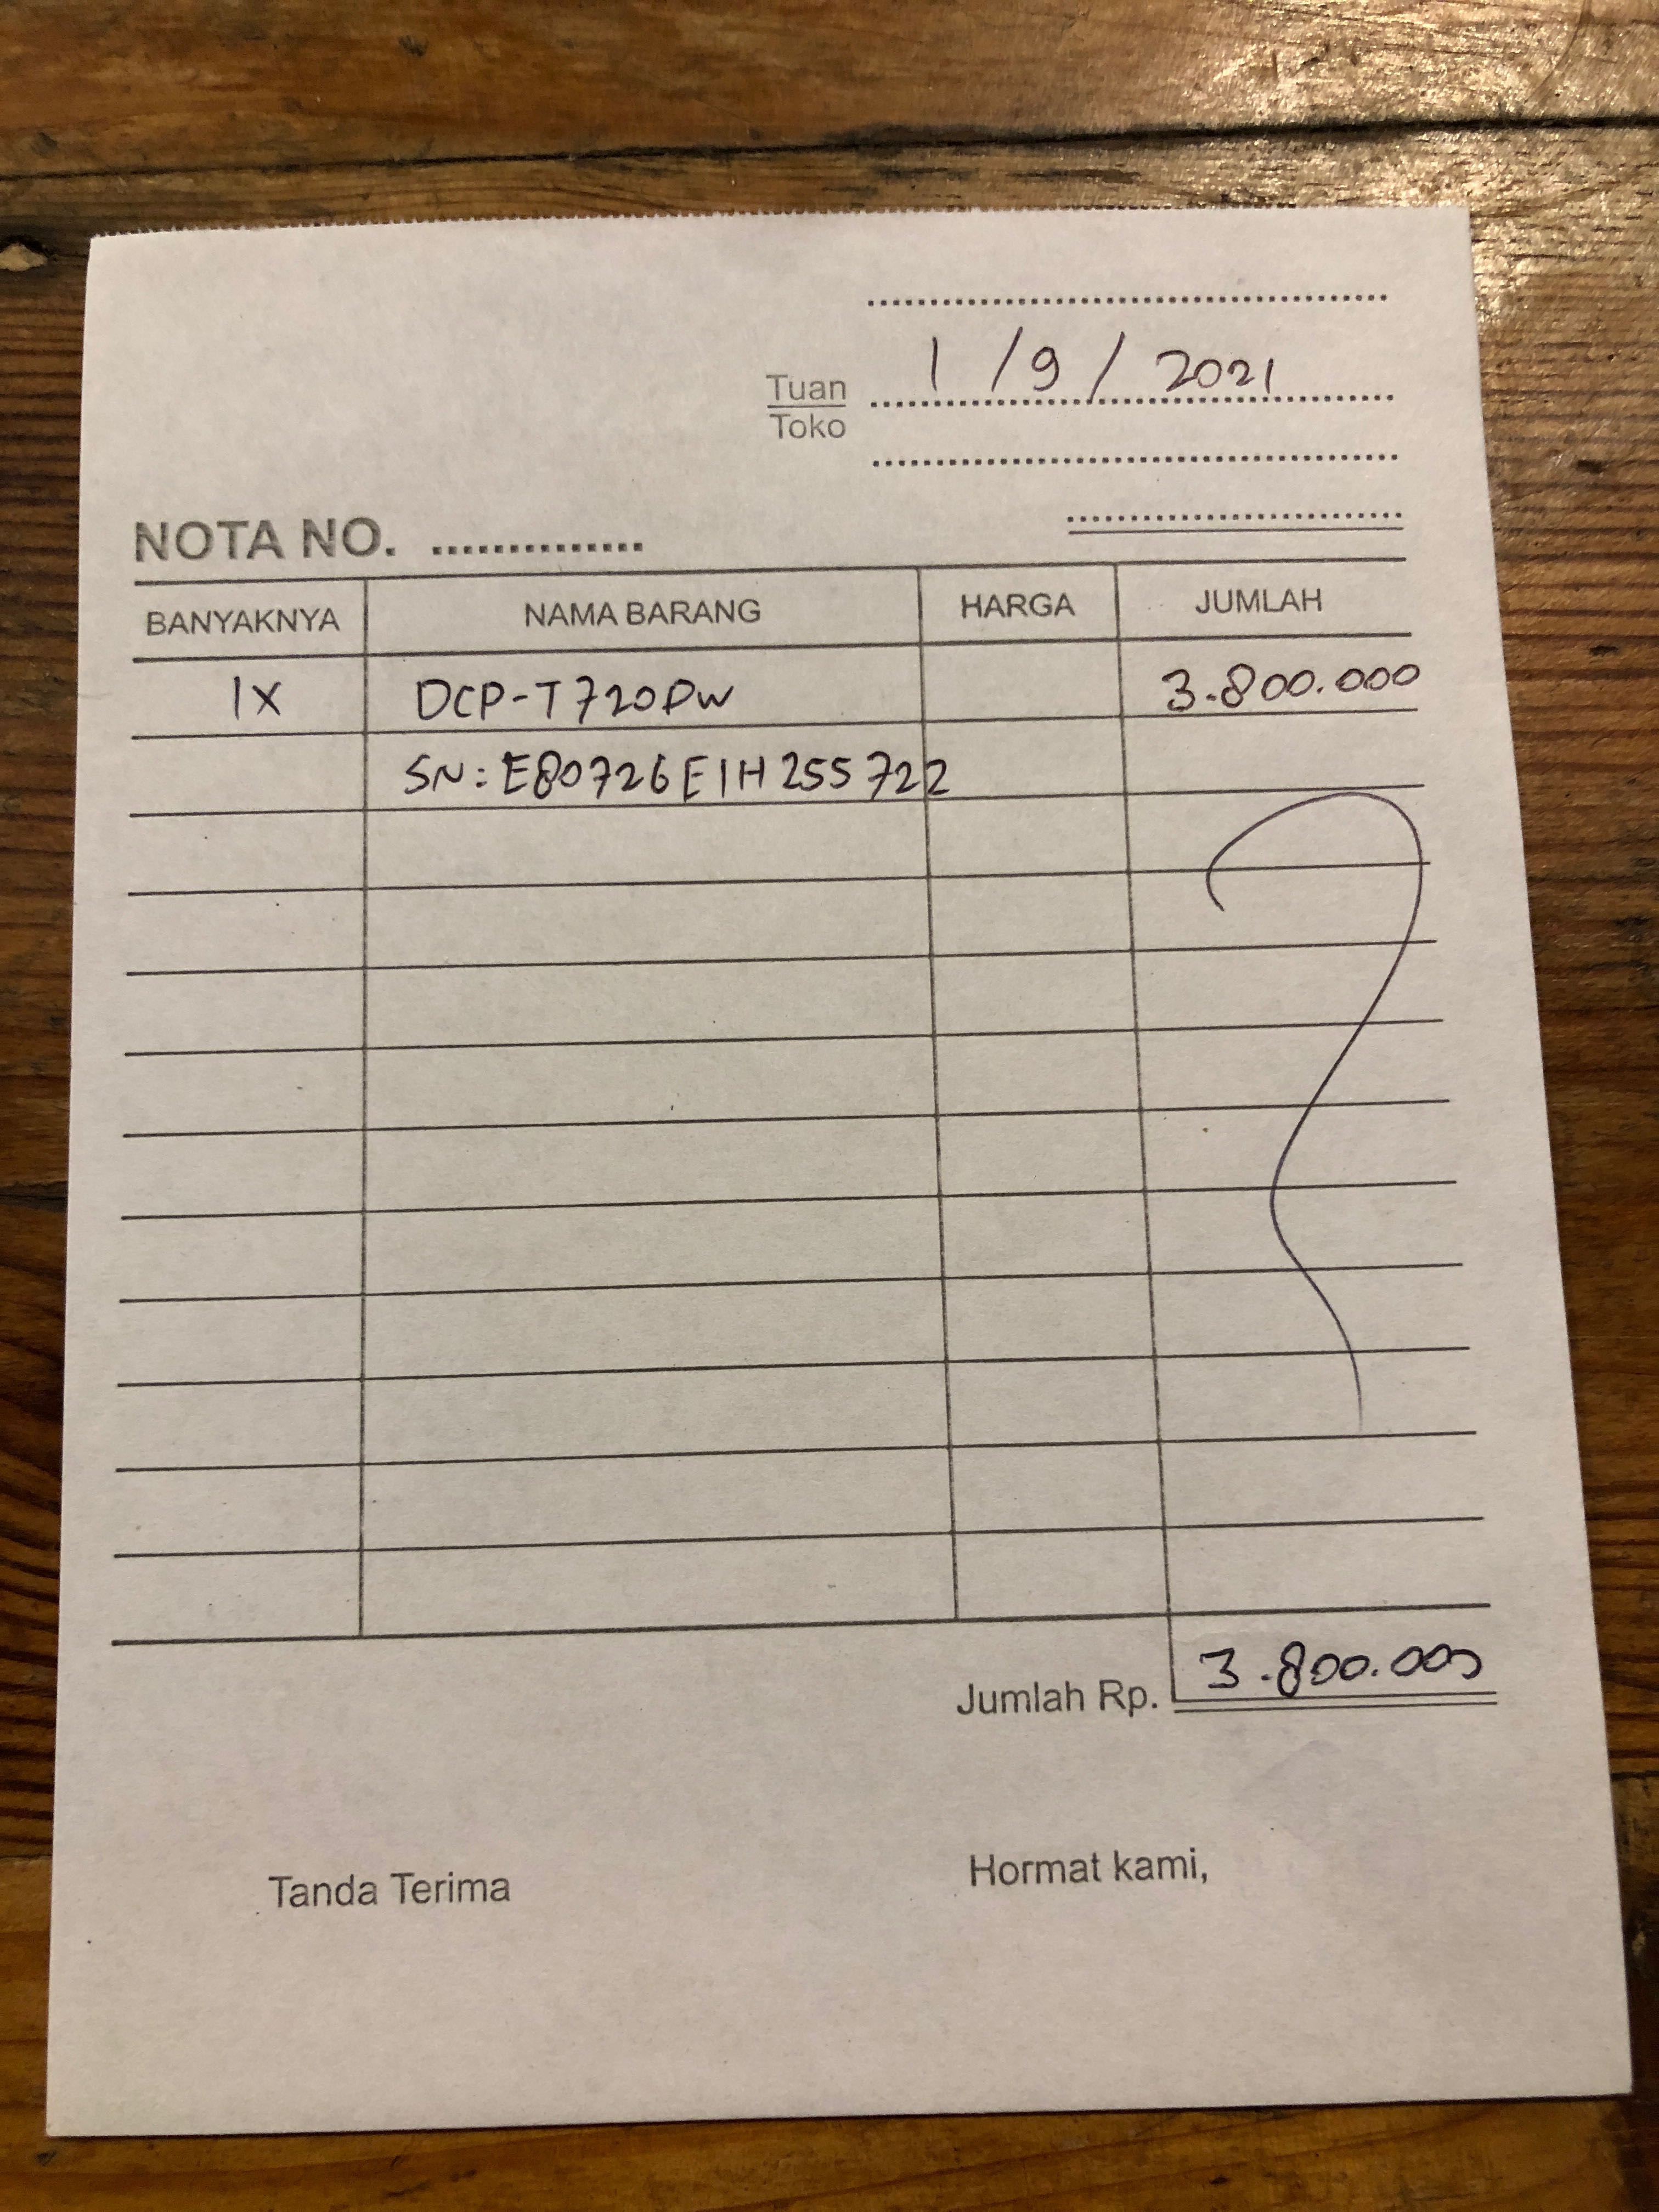 1/9/2021
Tuan
Toko
NOTA NO. ..............
BANYAKNYA NAMA BARANG HARGA JUMLAH
1X DCP-T720DW 3.800.000
SN: E80726E1H255722
Jumlah Rp. 3.800.000
Tanda Terima Hormat kami,